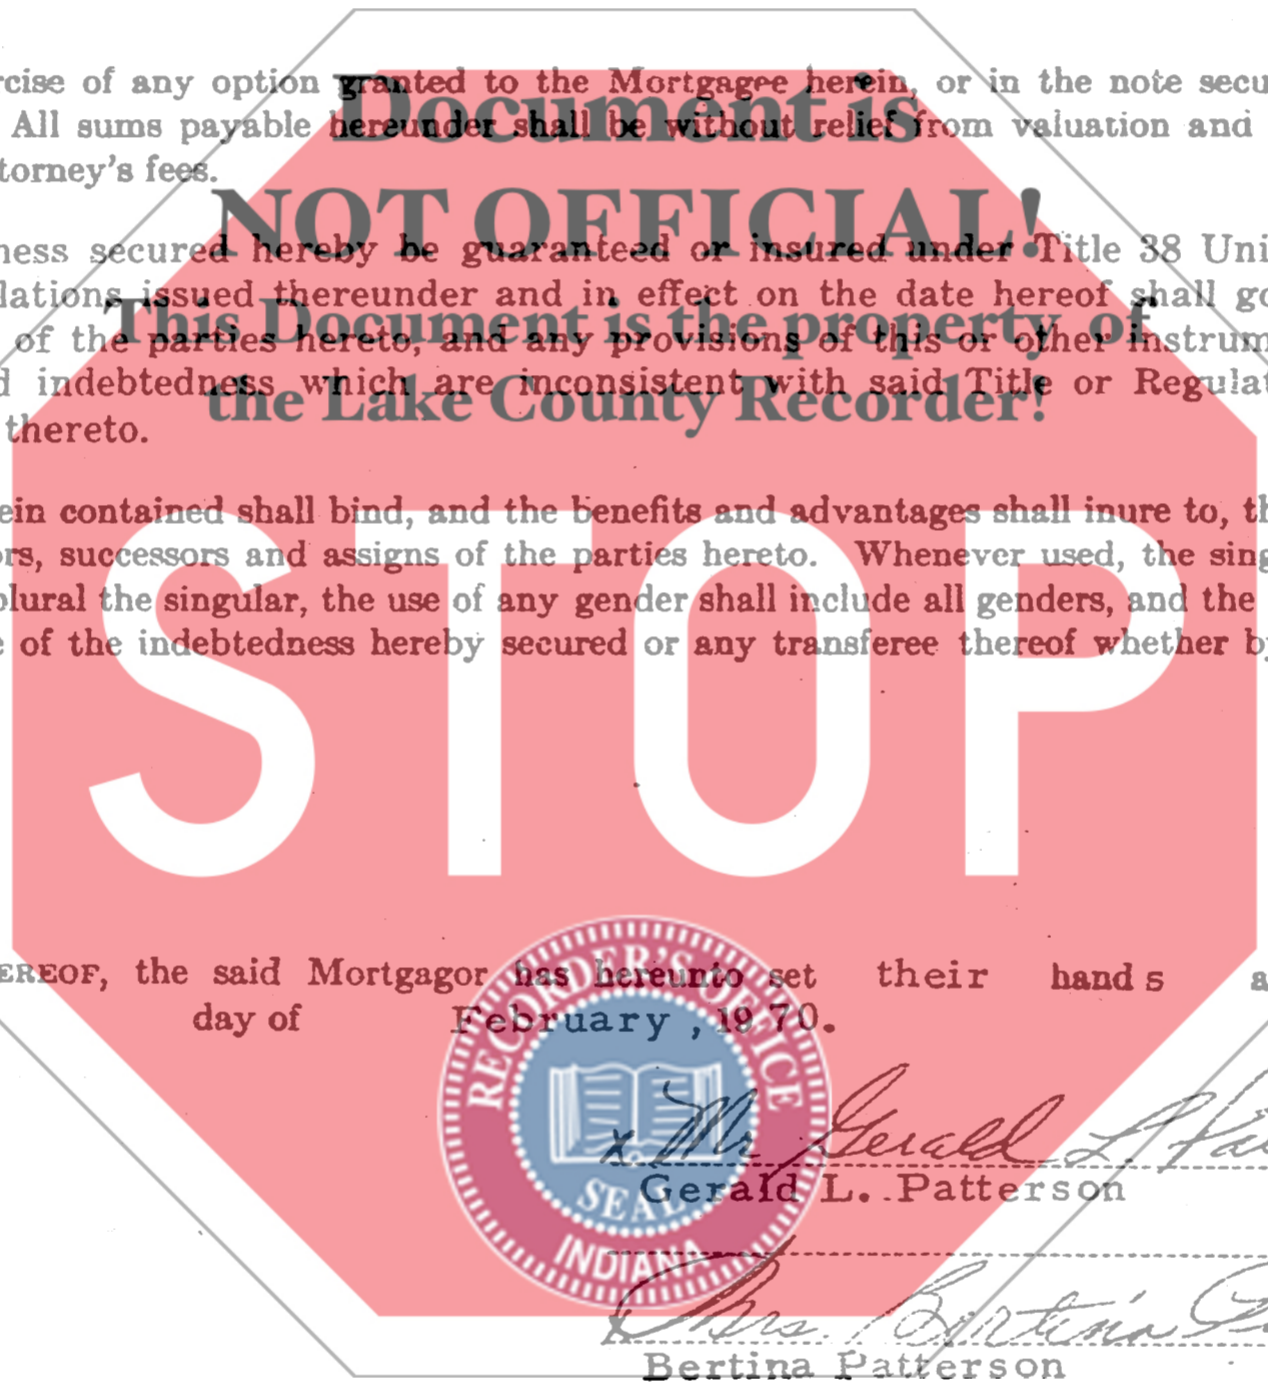 rcise of any option granted to the Mortgagee herein, or in the note secu
All sums payable hereunder shall be without relief from valuation and
torney's fees.
ness secured hereby be guaranteed or insured under Title 38 Uni
lations issued thereunder and in effect on the date hereof shall go
of the parties hereto, and any provisions of this or other instrum
d indebtedness which are inconsistent with said Title or Regulat
thereto.
Document is
NOT OFFICIAL!
This Document is the property of
the Lake County Recorder!
ein contained shall bind, and the benefits and advantages shall inure to, th
ors, successors and assigns of the parties hereto. Whenever used, the sing
plural the singular, the use of any gender shall include all genders, and the
e of the indebtedness hereby secured or any transferee thereof whether by
STOP
EREOF, the said Mortgagor has hereunto set their hands a
day of February, 1970.
RECORDER'S OFFICE
SEAL
INDIANA
x Mr Gerald L.
Gerald L. Patterson
x Mrs. Bertina
Bertina Patterson